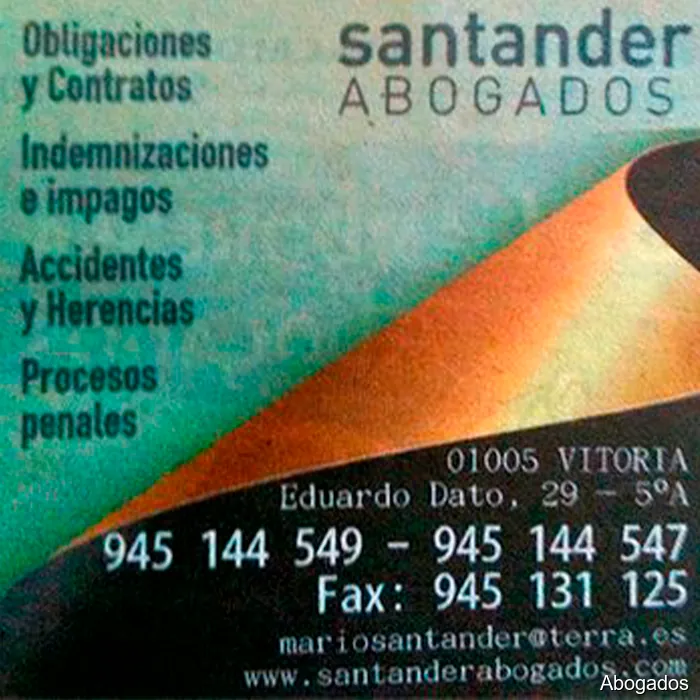 santander
ABOGADOS
Obligaciones
y Contratos
Indemnizaciones
e impagos
Accidentes
y Herencias
Procesos
penales
01005 VITORIA
Eduardo Dato, 29 - 5ºA
945 144 549 - 945 144 547
Fax: 945 131 125
mariosantander@terra.es
www.santanderabogados.com
Abogados